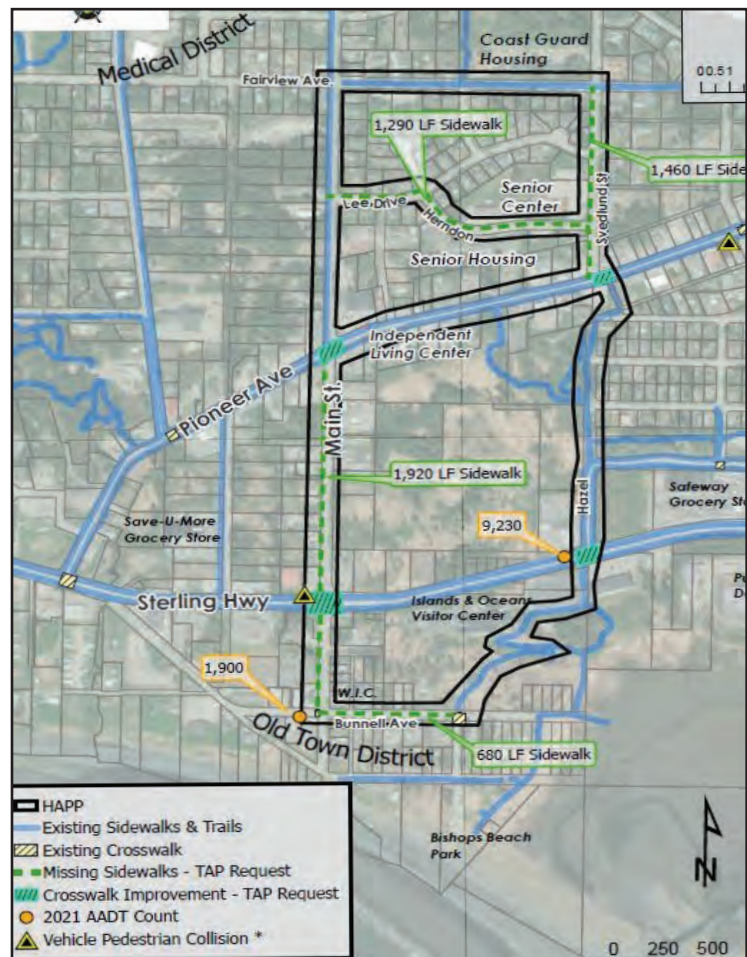 Medical District
Coast Guard
Housing
00.51
Fairview Ave.
1,290 LF Sidewalk
1,460 LF Side
Senior
Center
Lee Drive
Herndon
Svedlund St
Senior Housing
Independent
Living Center
Pioneer Ave
Main St.
1,920 LF Sidewalk
Hazel
Safeway
Grocery St
Save-U-More
Grocery Store
9,230
Sterling Hwy
Islands & Oceans
Visitor Center
Pu
D
1,900
W.I.C.
Bunnell Ave
Old Town District
680 LF Sidewalk
Bishops Beach
Park
N
HAPP
Existing Sidewalks & Trails
Existing Crosswalk
Missing Sidewalks - TAP Request
Crosswalk Improvement - TAP Request
2021 AADT Count
Vehicle Pedestrian Collision *
0 250 500